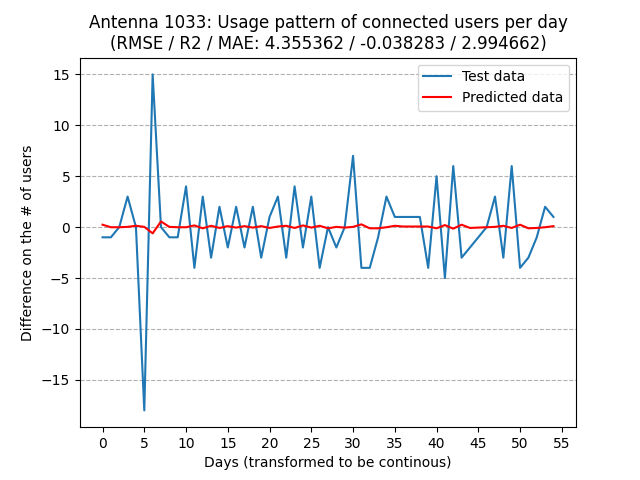 Antenna 1033: Usage pattern of connected users per day
(RMSE / R2 / MAE: 4.355362 / -0.038283 / 2.994662)
Test data
Predicted data
Difference on the # of users
15
10
5
0
−5
−10
−15
0 5 10 15 20 25 30 35 40 45 50 55
Days (transformed to be continous)